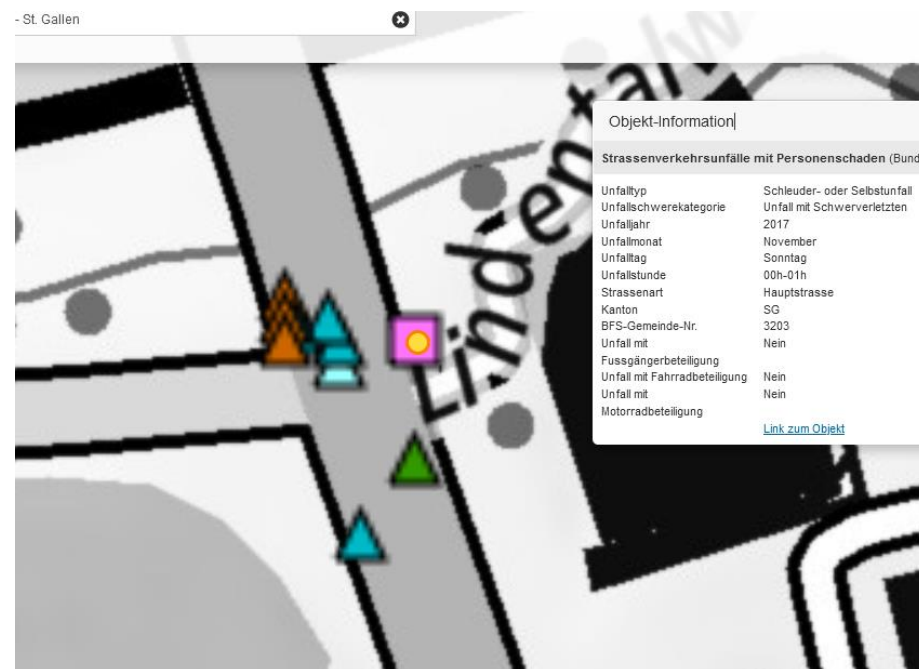 - St. Gallen
Lindentalw
Objekt-Information
Strassenverkehrsunfälle mit Personenschaden (Bund
Unfalltyp Schleuder- oder Selbstunfall
Unfallschwerekategorie Unfall mit Schwerverletzten
Unfalljahr 2017
Unfallmonat November
Unfalltag Sonntag
Unfallstunde 00h-01h
Strassenart Hauptstrasse
Kanton SG
BFS-Gemeinde-Nr. 3203
Unfall mit Nein
Fussgängerbeteiligung
Unfall mit Fahrradbeteiligung Nein
Unfall mit Nein
Motorradbeteiligung
Link zum Objekt